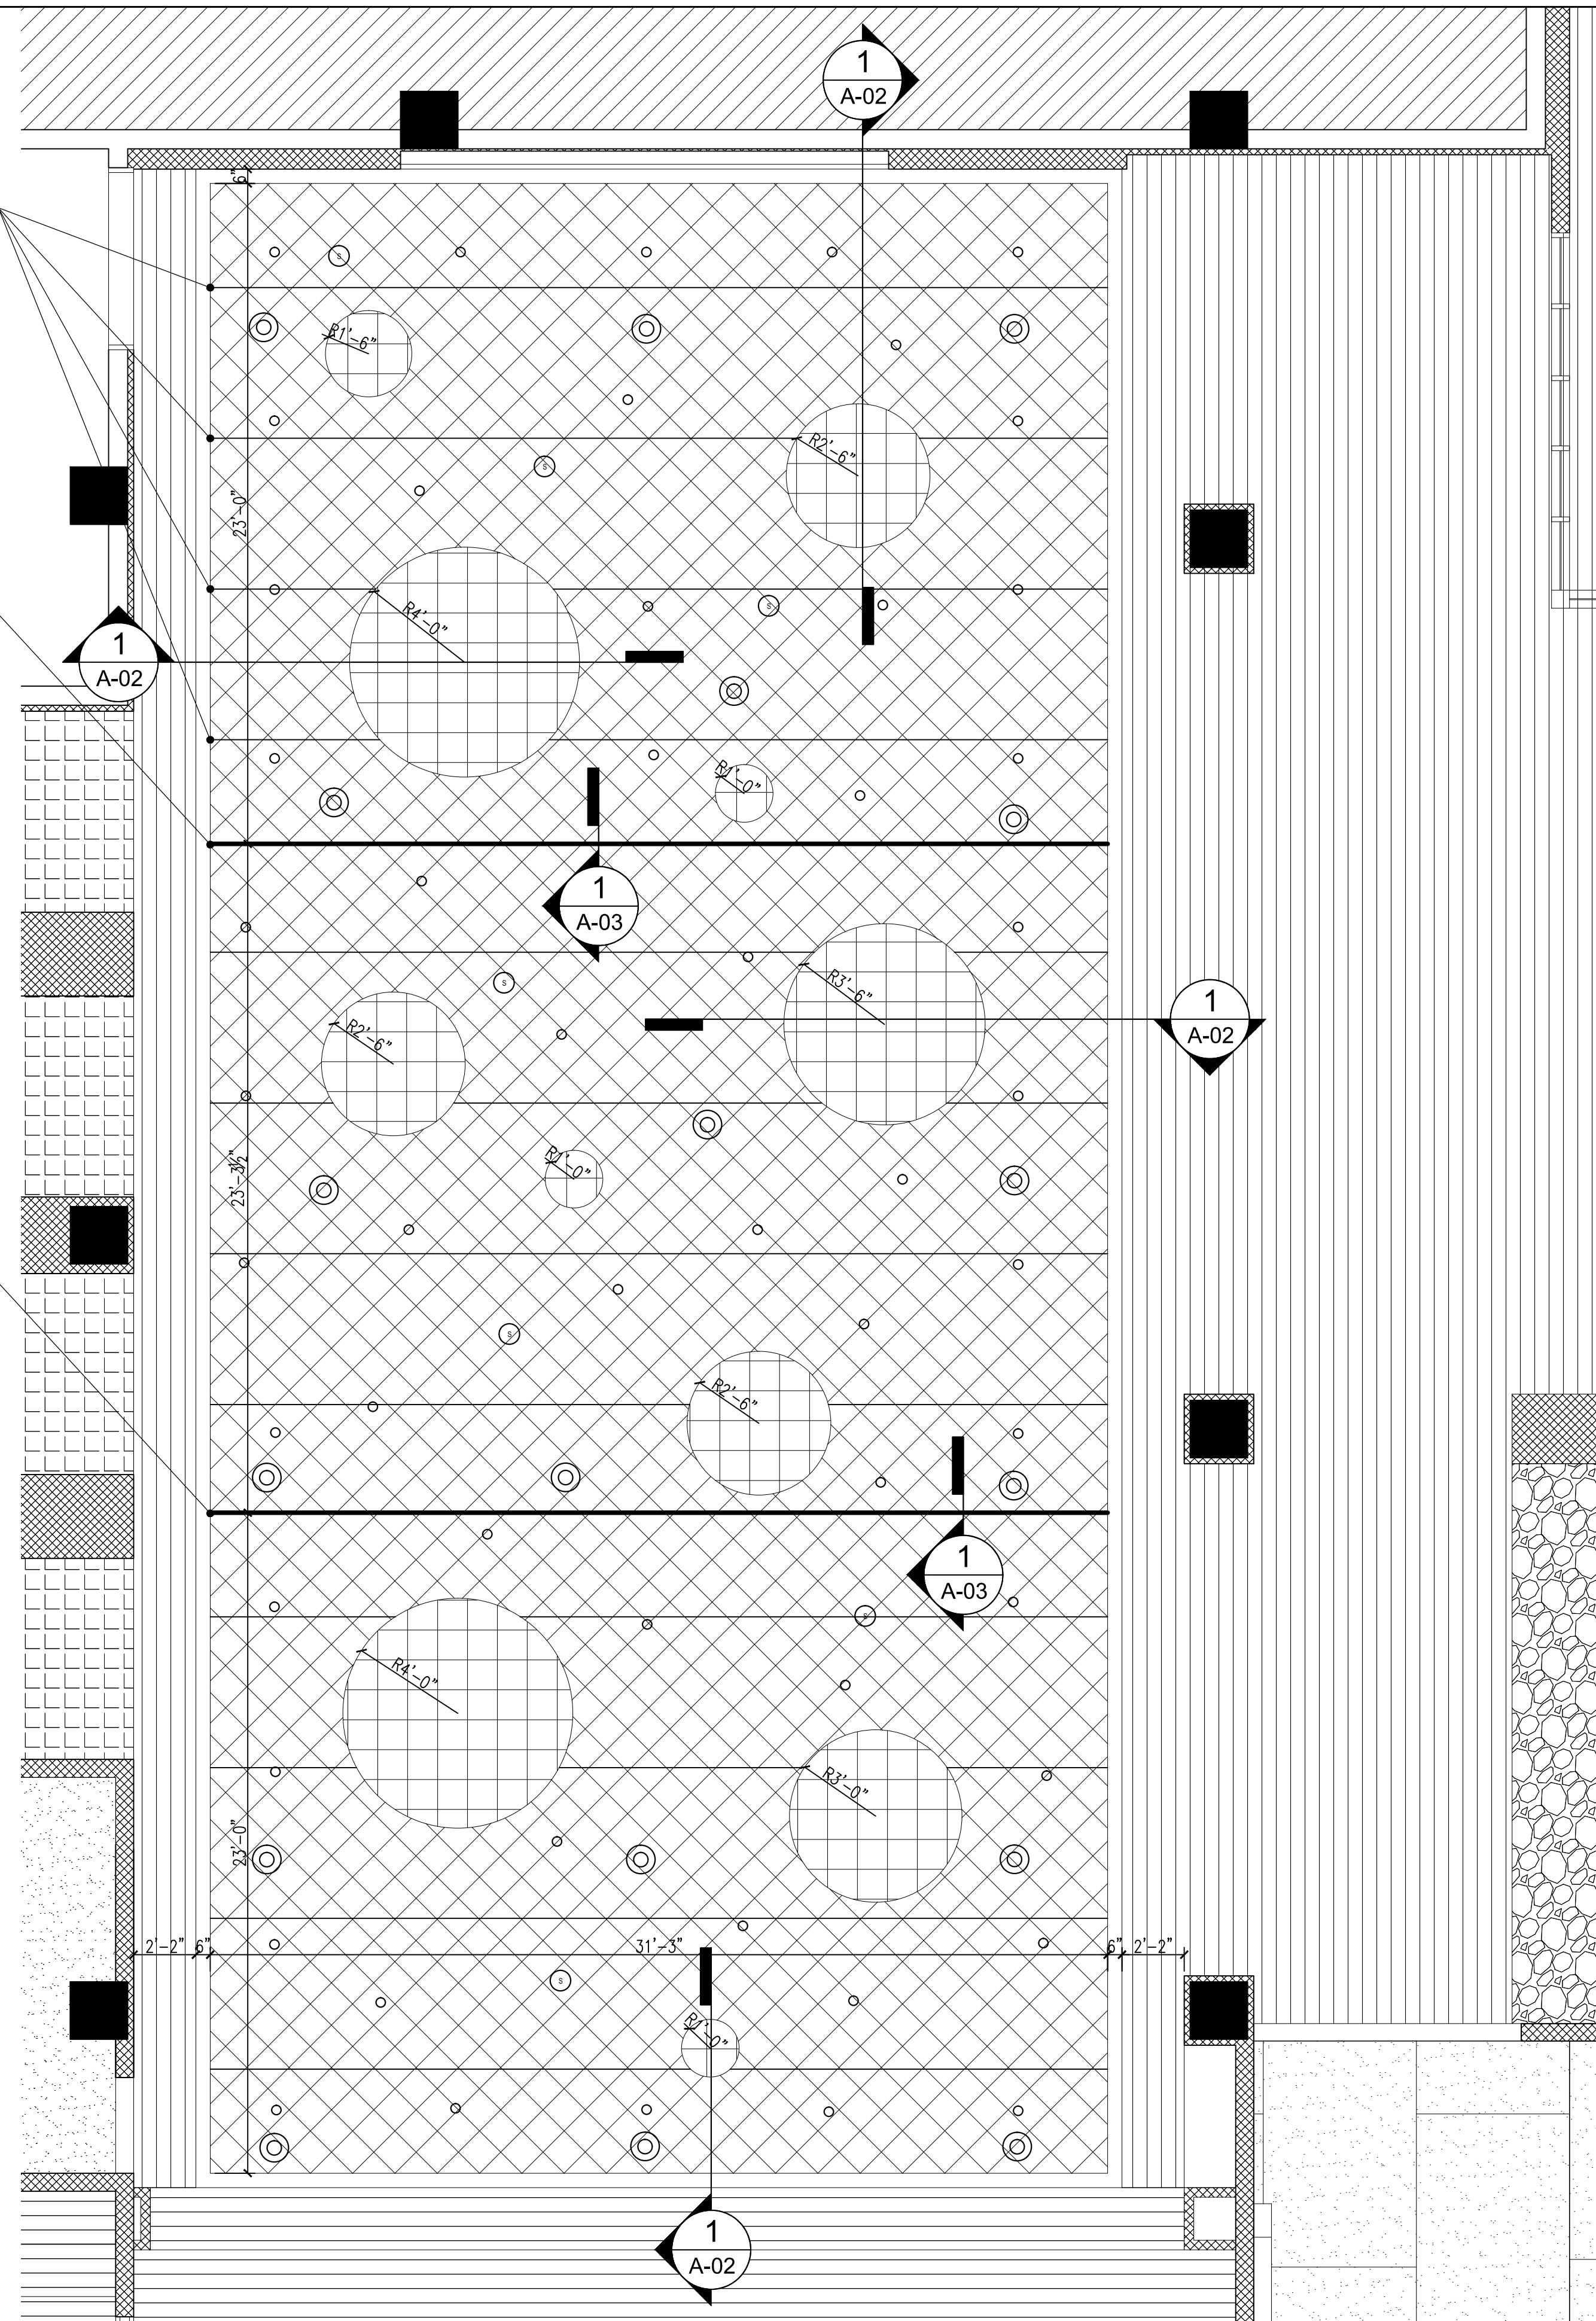 1
A-02
6"
S
R1'-6"
R2'-6"
S
23'-0"
R4'-0"
S
1
A-02
R1'-0"
1
A-03
S
R3'-6"
R2'-6"
1
A-02
R1'-0"
23'-3½"
S
R2'-6"
1
A-03
S
R4'-0"
R3'-0"
23'-0"
2'-2" 6" 31'-3" 6" 2'-2"
S
R1'-0"
1
A-02